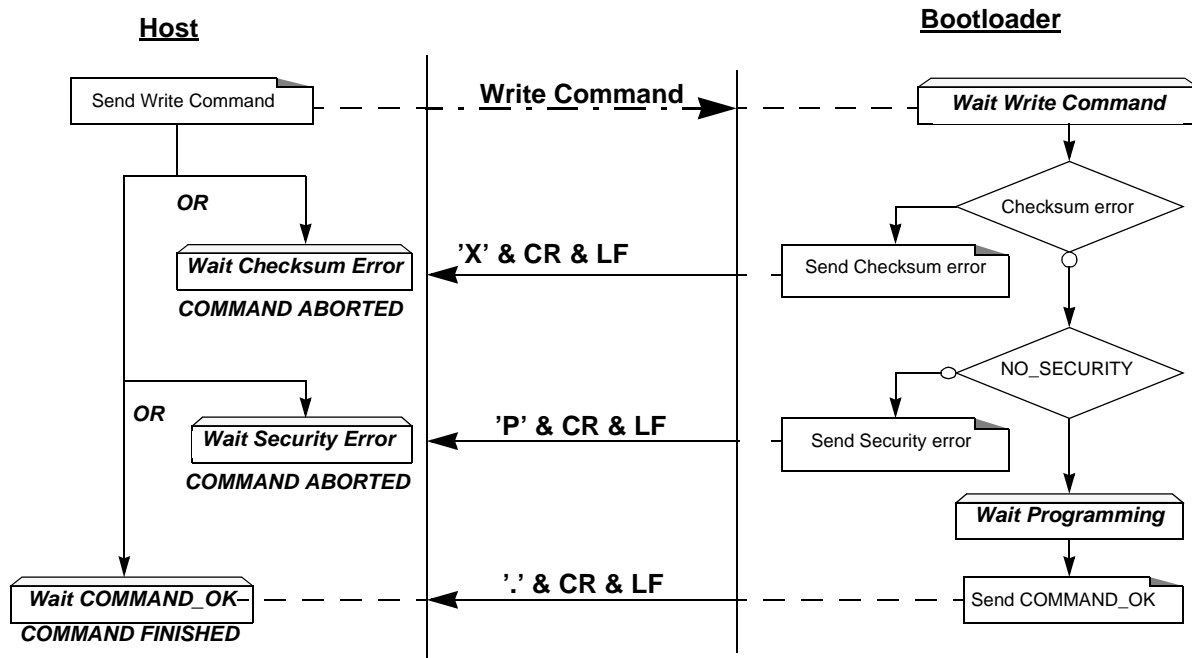 Host
Bootloader
Send Write Command
Write Command
Wait Write Command
OR
Checksum error
Wait Checksum Error
’X’ & CR & LF
Send Checksum error
COMMAND ABORTED
NO_SECURITY
OR
Wait Security Error
’P’ & CR & LF
Send Security error
COMMAND ABORTED
Wait Programming
Wait COMMAND_OK
’.’ & CR & LF
Send COMMAND_OK
COMMAND FINISHED